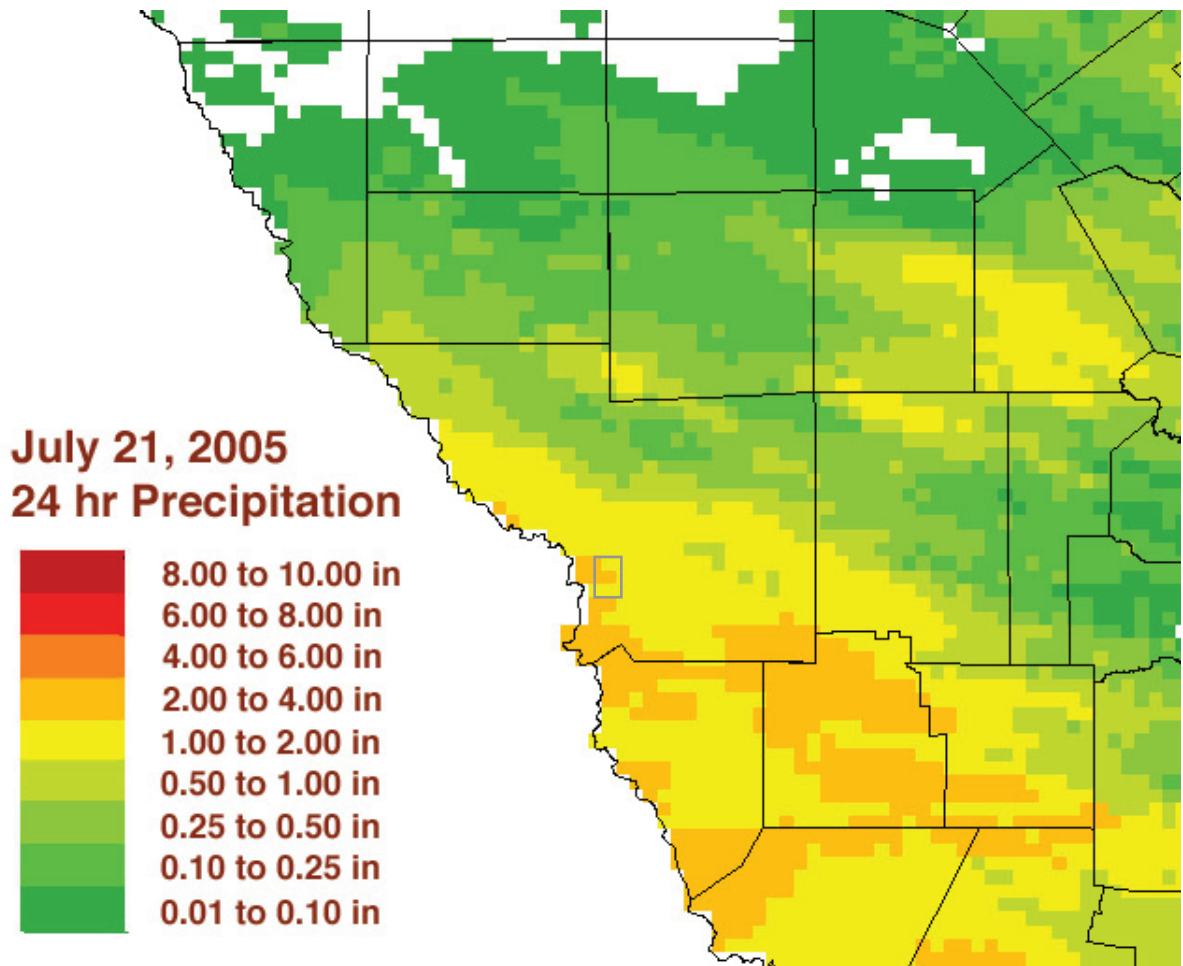 July 21, 2005
24 hr Precipitation
8.00 to 10.00 in
6.00 to 8.00 in
4.00 to 6.00 in
2.00 to 4.00 in
1.00 to 2.00 in
0.50 to 1.00 in
0.25 to 0.50 in
0.10 to 0.25 in
0.01 to 0.10 in